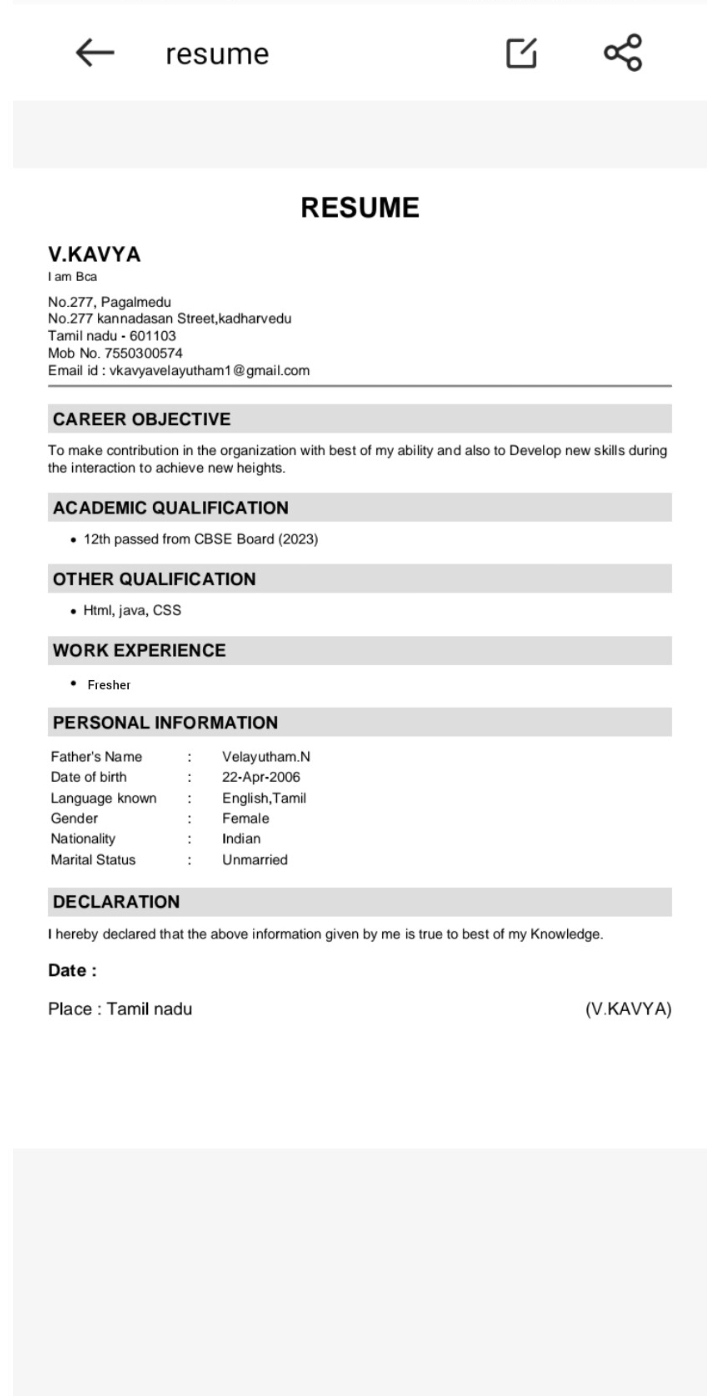 resume
RESUME
V.KAVYA
I am Bca
No.277, Pagalmedu
No.277 kannadasan Street,kadharvedu
Tamil nadu - 601103
Mob No. 7550300574
Email id : vkavyavelayutham1@gmail.com
CAREER OBJECTIVE
To make contribution in the organization with best of my ability and also to Develop new skills during
the interaction to achieve new heights.
ACADEMIC QUALIFICATION
• 12th passed from CBSE Board (2023)
OTHER QUALIFICATION
• Html, java, CSS
WORK EXPERIENCE
• Fresher
PERSONAL INFORMATION
Father's Name : Velayutham.N
Date of birth : 22-Apr-2006
Language known : English,Tamil
Gender : Female
Nationality : Indian
Marital Status : Unmarried
DECLARATION
I hereby declared that the above information given by me is true to best of my Knowledge.
Date :
Place : Tamil nadu (V.KAVYA)